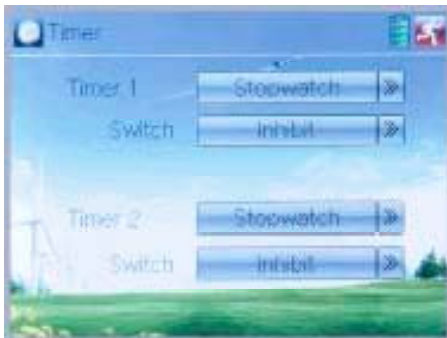 Timer
Timer 1 Stopwatch
Switch Inhibit
Timer 2 Stopwatch
Switch Inhibit